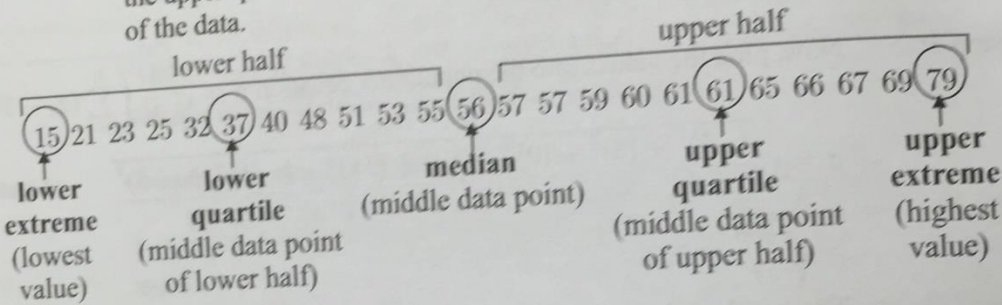 of the data.
lower half
upper half
15 21 23 25 32 37 40 48 51 53 55 56 57 57 59 60 61 61 65 66 67 69 79
lower
extreme
(lowest
value)
lower
quartile
(middle data point
of lower half)
median
(middle data point)
upper
quartile
(middle data point
of upper half)
upper
extreme
(highest
value)